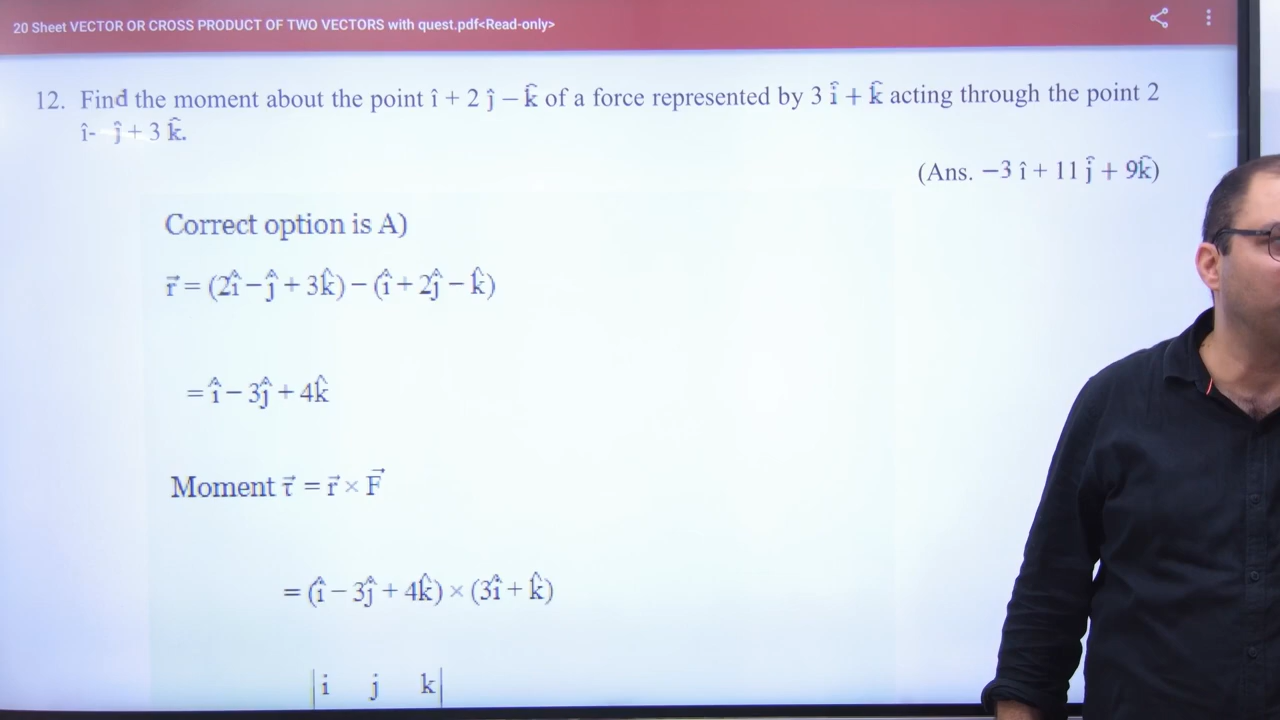 20 Sheet VECTOR OR CROSS PRODUCT OF TWO VECTORS with quest.pdf<Read-only>
12. Find the moment about the point î + 2 ĵ − k̂ of a force represented by 3 î + k̂ acting through the point 2
î- ĵ + 3 k̂.
(Ans. −3 î + 11 ĵ + 9k̂)
Correct option is A)
r⃗ = (2î − ĵ + 3k̂) − (î + 2ĵ − k̂)
= î − 3ĵ + 4k̂
Moment τ⃗ = r⃗ × F⃗
= (î − 3ĵ + 4k̂) × (3î + k̂)
|i j k|